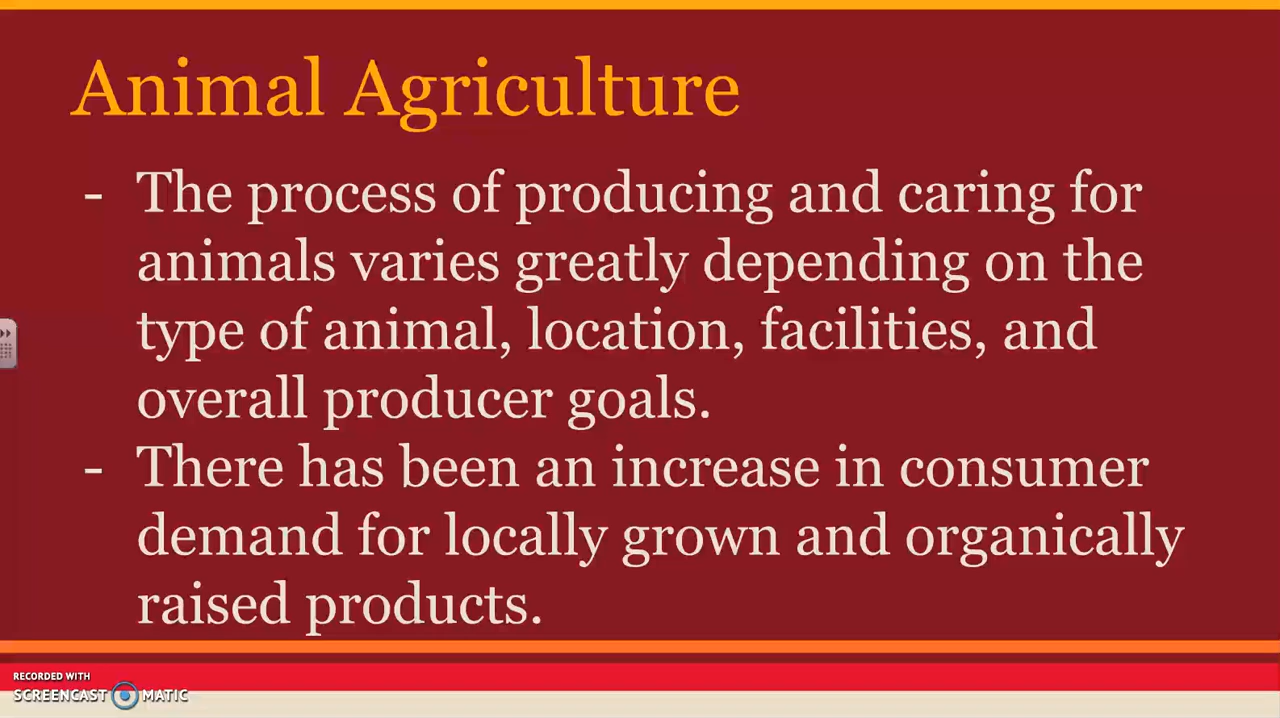 Animal Agriculture
- The process of producing and caring for
animals varies greatly depending on the
type of animal, location, facilities, and
overall producer goals.
- There has been an increase in consumer
demand for locally grown and organically
raised products.
RECORDED WITH
SCREENCAST MATIC